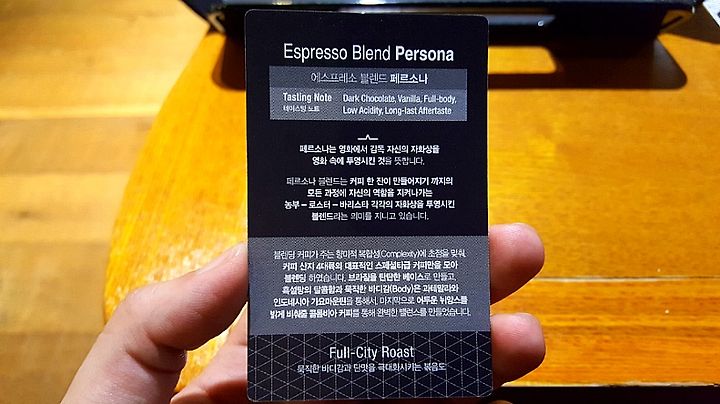 Espresso Blend Persona
에스프레소 블렌드 페르소나
Tasting Note
테이스팅 노트
Dark Chocolate, Vanilla, Full-body,
Low Acidity, Long-last Aftertaste
페르소나는 영화에서 감독 자신의 자화상을
영화 속에 투영시킨 것을 뜻합니다.
페르소나 블렌드는 커피 한 잔이 만들어지기 까지의
모든 과정에 자신의 역할을 지켜나가는
농부 – 로스터 – 바리스타 각각의 자화상을 투영시킨
블렌드라는 의미를 지니고 있습니다.
블렌딩 커피가 주는 향미적 복합성(Complexity)에 초점을 맞춰,
커피 산지 4대륙의 대표적인 스페셜티급 커피만을 모아
블렌딩 하였습니다. 브라질을 탄탄한 베이스로 만들고,
흑설탕의 달콤함과 묵직한 바디감(Body)은 과테말라와
인도네시아 가요마운틴을 통해서, 마지막으로 어두운 뉘앙스를
밝게 비춰줄 콜롬비아 커피를 통해 완벽한 밸런스를 만들었습니다.
Full-City Roast
묵직한 바디감과 단맛을 극대화시키는 볶음도